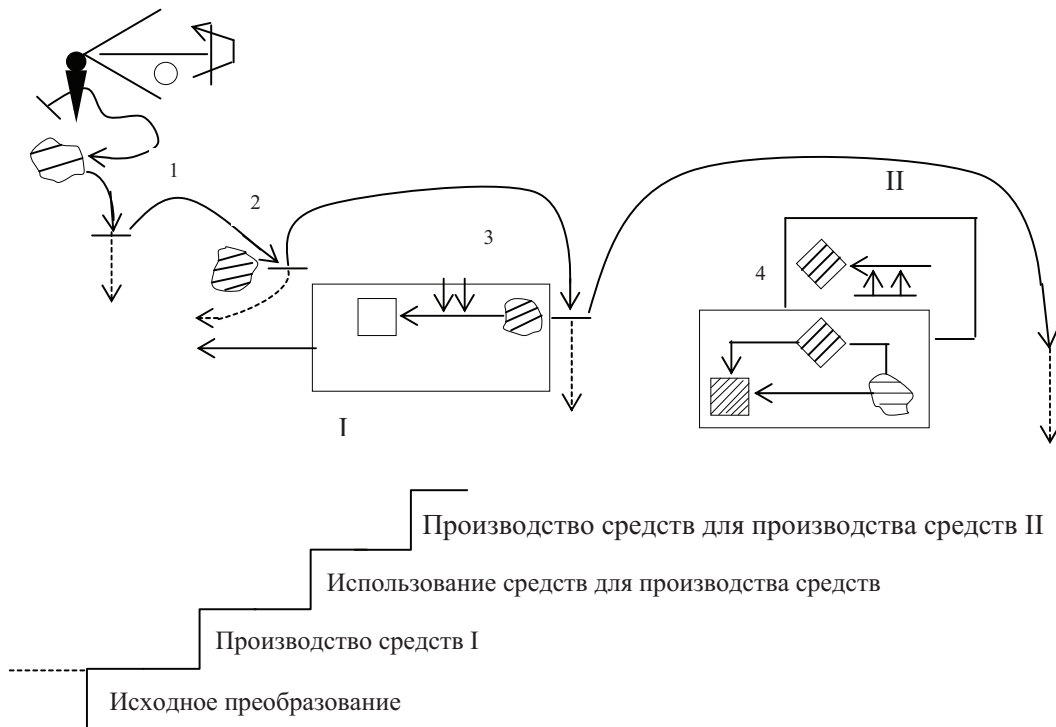 1
2
3
II
4
I
Производство средств для производства средств II
Использование средств для производства средств
Производство средств I
Исходное преобразование